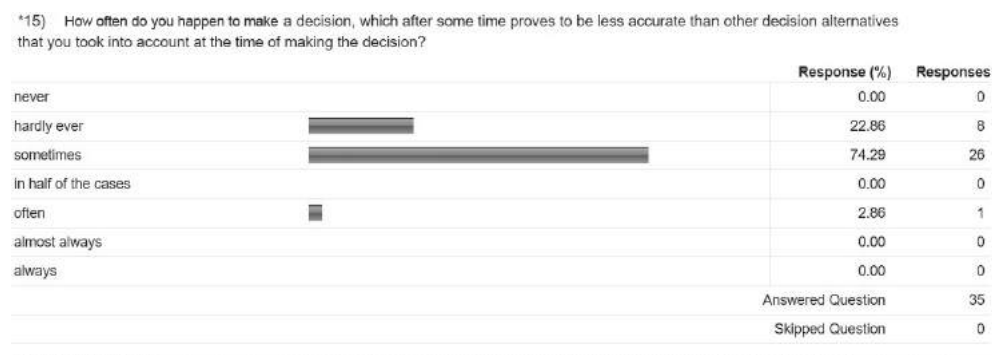 *15) How often do you happen to make a decision, which after some time proves to be less accurate than other decision alternatives
that you took into account at the time of making the decision?
Response (%) Responses
never 0.00 0
hardly ever 22.86 8
sometimes 74.29 26
in half of the cases 0.00 0
often 2.86 1
almost always 0.00 0
always 0.00 0
Answered Question 35
Skipped Question 0